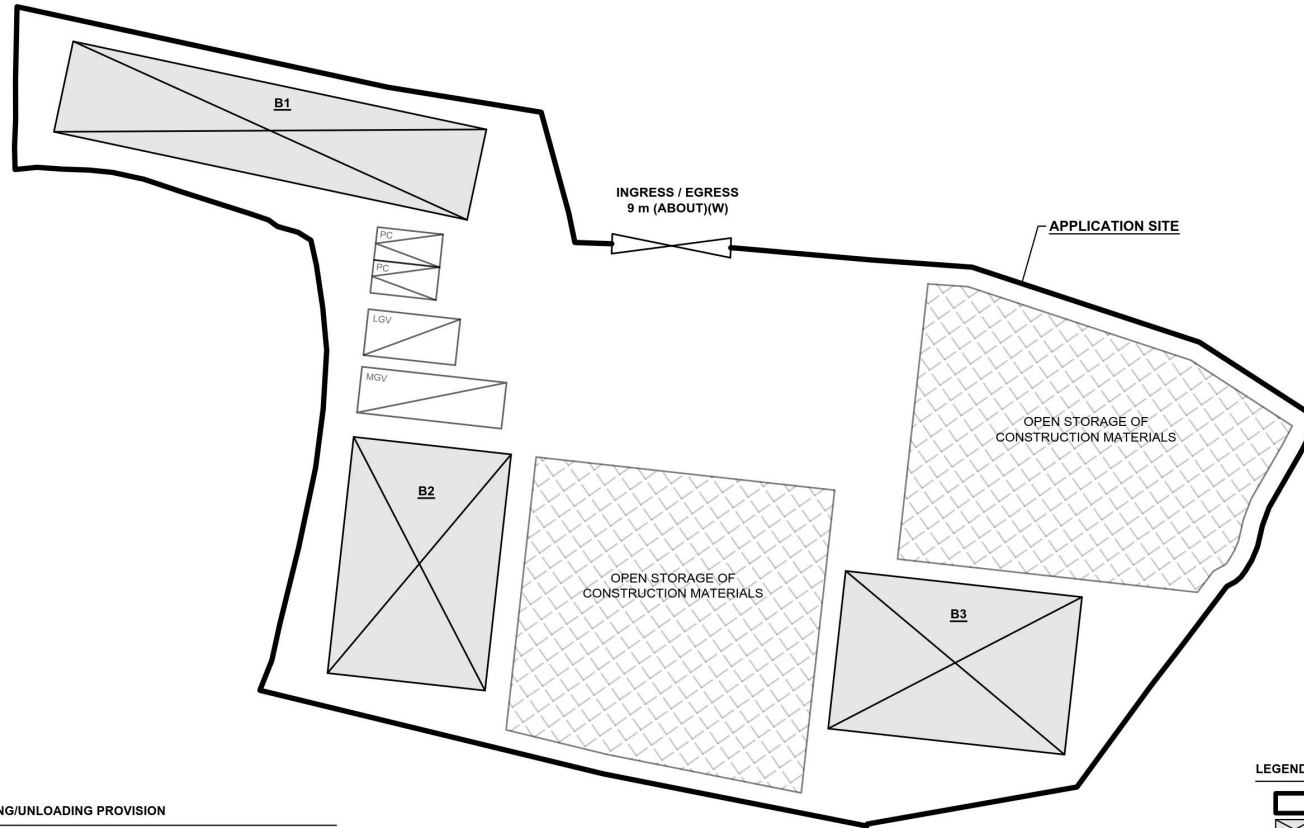 B1
INGRESS / EGRESS
9 m (ABOUT)(W)
APPLICATION SITE
PC
PC
LGV
MGV
OPEN STORAGE OF
CONSTRUCTION MATERIALS
B2
OPEN STORAGE OF
CONSTRUCTION MATERIALS
B3
LEGEND
NG/UNLOADING PROVISION